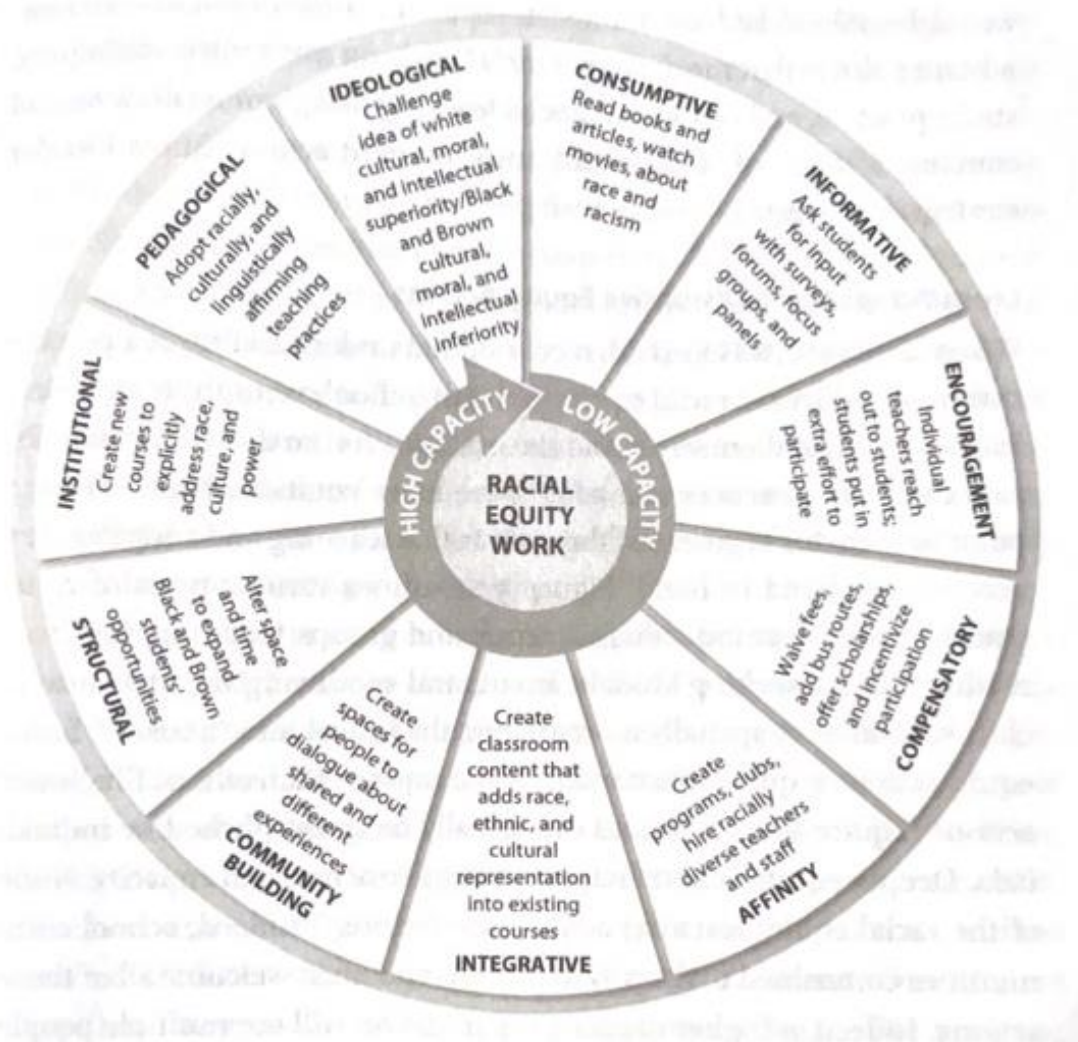 RACIAL
EQUITY
WORK
LOW CAPACITY
HIGH CAPACITY
CONSUMPTIVE
Read books and
articles, watch
movies, about
race and
racism
INFORMATIVE
Ask students
for input
with surveys,
forums, focus
groups, and
panels
ENCOURAGEMENT
Individual
teachers reach
out to students;
students put in
extra effort to
participate
COMPENSATORY
Waive fees,
add bus routes,
offer scholarships,
and incentivize
participation
AFFINITY
Create
programs, clubs,
hire racially
diverse teachers
and staff
Create
classroom
content that
adds race,
ethnic, and
cultural
representation
into existing
courses
INTEGRATIVE
Create
spaces for
people to
dialogue about
shared and
different
experiences
COMMUNITY
BUILDING
Alter space
and time
to expand
Black and Brown
students'
opportunities
STRUCTURAL
INSTITUTIONAL
Create new
courses to
explicitly
address race,
culture, and
power
PEDAGOGICAL
Adopt racially,
culturally, and
linguistically
affirming
teaching
practices
IDEOLOGICAL
Challenge
idea of white
cultural, moral,
and intellectual
superiority/Black
and Brown
cultural,
moral, and
intellectual
inferiority